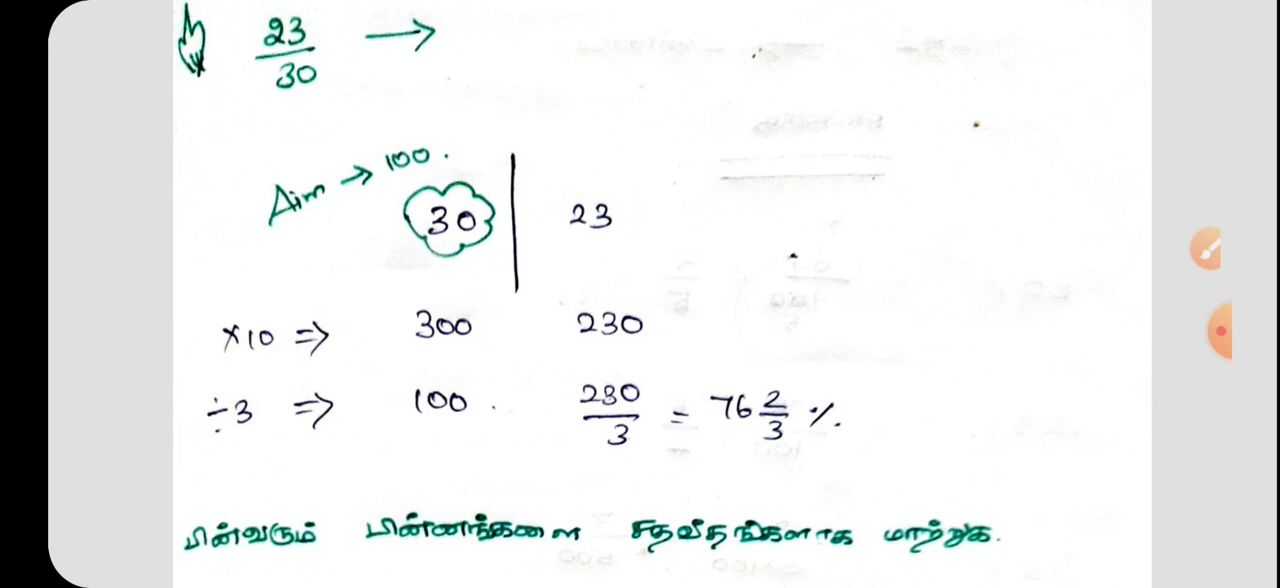 23/30 →
Aim → 100.
30 | 23
×10 ⇒ 300 230
÷3 ⇒ 100. 230/3 = 76 2/3 %.
பின்வரும் பின்னங்களை சதவீதங்களாக மாற்றுக.